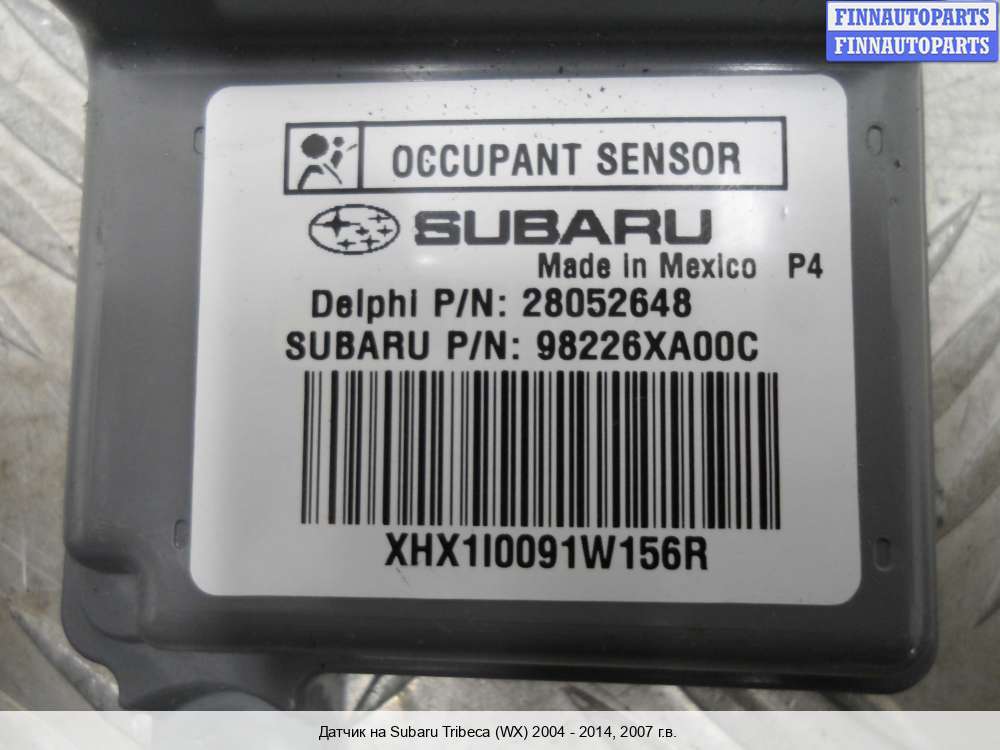 FINNAUTOPARTS
FINNAUTOPARTS
OCCUPANT SENSOR
SUBARU
Made in Mexico P4
Delphi P/N: 28052648
SUBARU P/N: 98226XA00C
XHX1I0091W156R
Датчик на Subaru Tribeca (WX) 2004 - 2014, 2007 г.в.